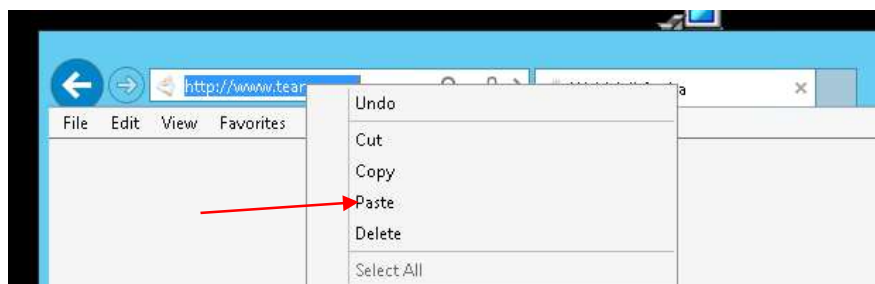 http://www.tear
File Edit View Favorites
Undo
Cut
Copy
Paste
Delete
Select All